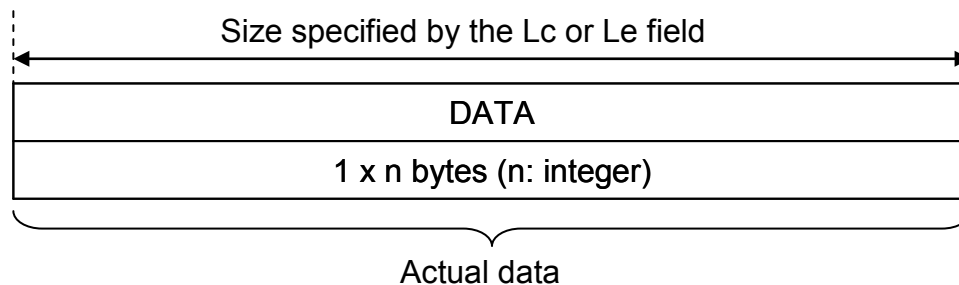 Size specified by the Lc or Le field
DATA
1 x n bytes (n: integer)
Actual data